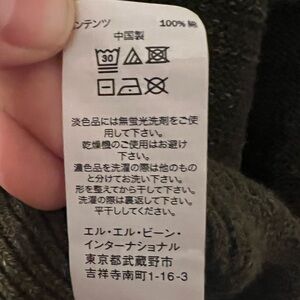 ンテンツ 100% 綿
中国製
30
淡色品には無蛍光洗剤をご使
用して下さい。
乾燥機のご使用はお避け
下さい。
濃色品を洗濯の際は他のもの
と分けてお洗い下さい。
形を整えてから干して下さい。
洗濯の際は裏返して下さい。
平干ししてください。
エル・エル・ビーン・
インターナショナル
東京都武蔵野市
吉祥寺南町1-16-3